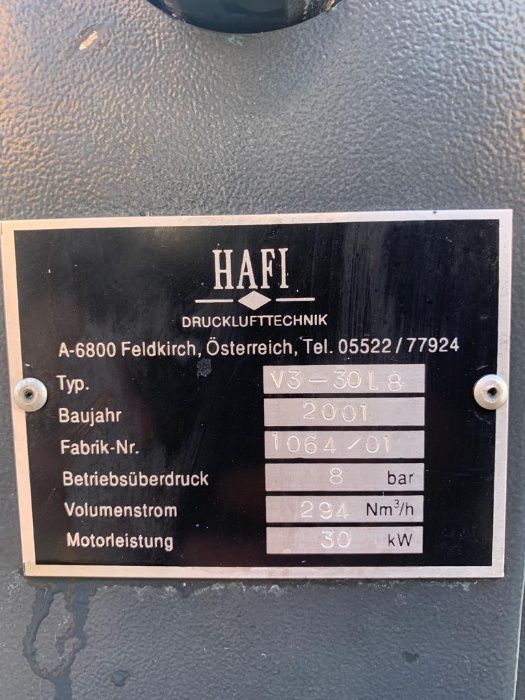 HAFI
DRUCKLUFTTECHNIK
A-6800 Feldkirch, Österreich, Tel. 05522/77924
Typ. V3-30L8
Baujahr 2001
Fabrik-Nr. 1064/01
Betriebsüberdruck 8 bar
Volumenstrom 294 Nm³/h
Motorleistung 30 kW